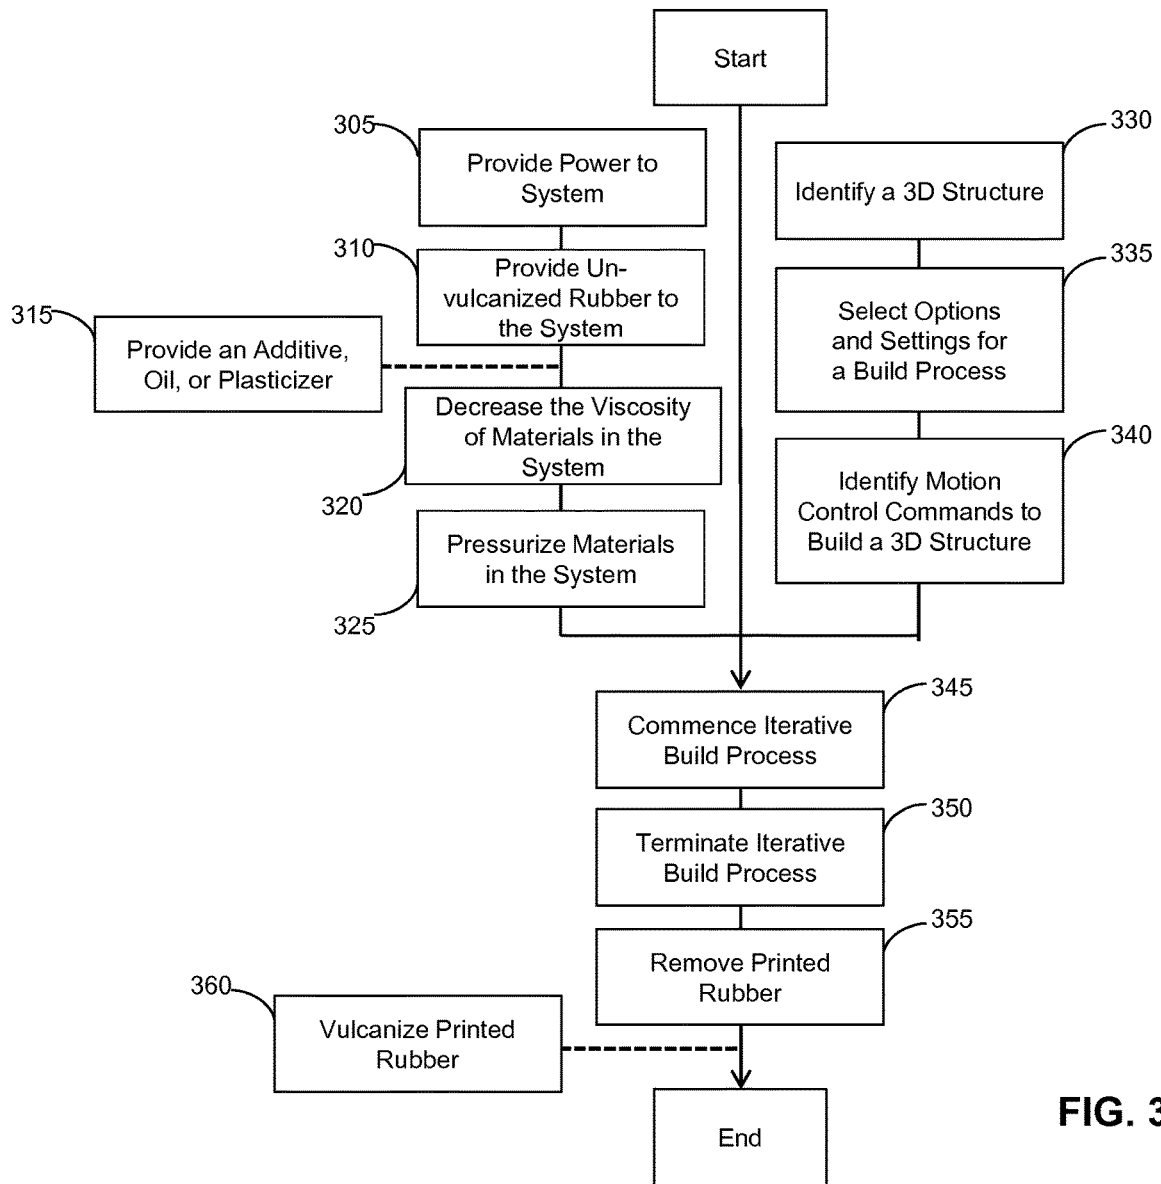 Start
305
Provide Power to
System
310
Provide Un-
vulcanized Rubber to
the System
315
Provide an Additive,
Oil, or Plasticizer
Decrease the Viscosity
of Materials in the
System
320
Pressurize Materials
in the System
325
330
Identify a 3D Structure
335
Select Options
and Settings for
a Build Process
340
Identify Motion
Control Commands to
Build a 3D Structure
345
Commence Iterative
Build Process
350
Terminate Iterative
Build Process
355
Remove Printed
Rubber
360
Vulcanize Printed
Rubber
End
FIG. 3